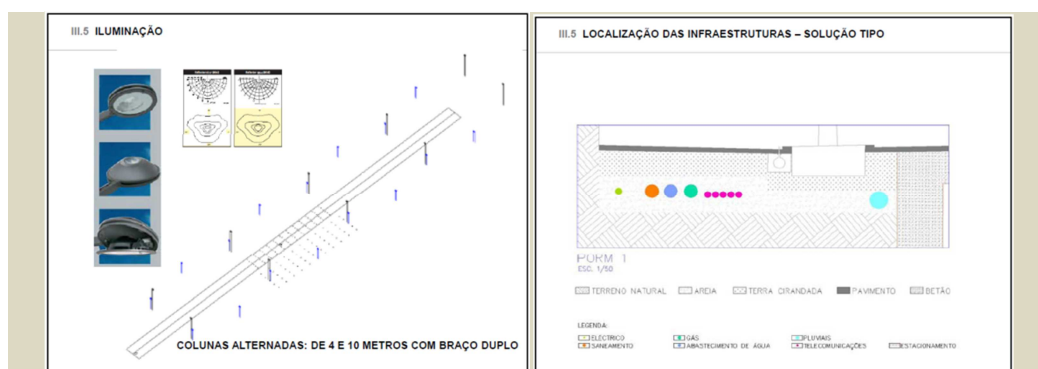 III.5 ILUMINAÇÃO
COLUNAS ALTERNADAS: DE 4 E 10 METROS COM BRAÇO DUPLO
III.5 LOCALIZAÇÃO DAS INFRAESTRUTURAS – SOLUÇÃO TIPO
PORM 1
ESC. 1/50
TERRENO NATURAL AREIA TERRA CIRANDADA PAVIMENTO BETÃO
LEGENDA:
ELÉCTRICO GÁS PLUVIAIS
SANEAMENTO ABASTECIMENTO DE ÁGUA TELECOMUNICAÇÕES ESTACIONAMENTO